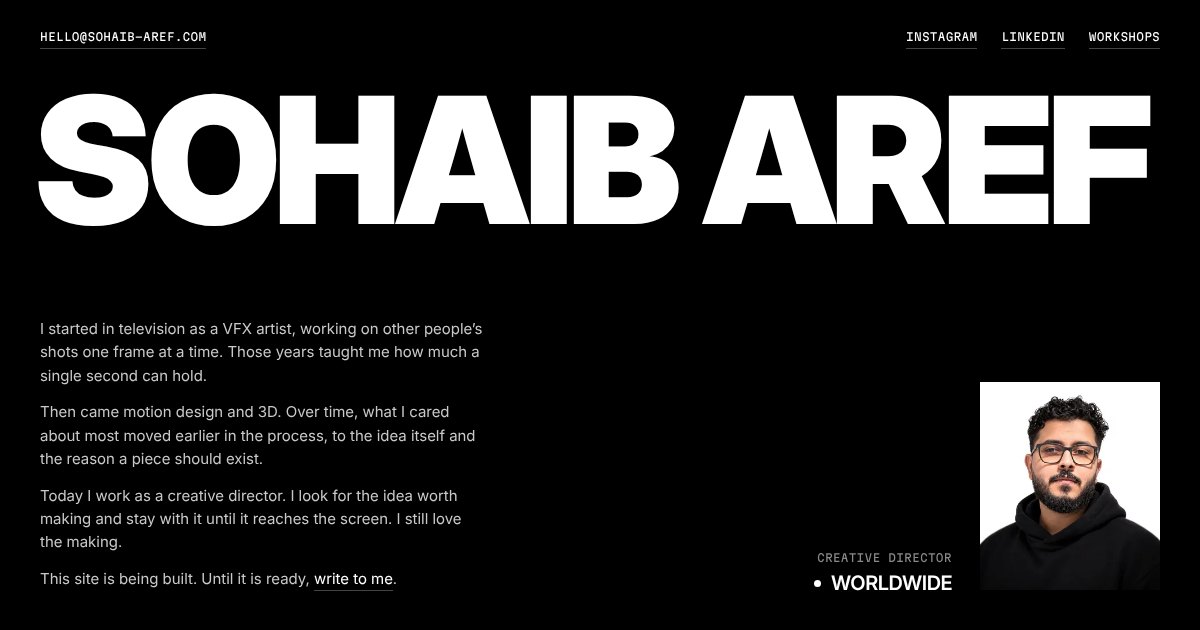 HELLO@SOHAIB-AREF.COM
INSTAGRAM LINKEDIN WORKSHOPS
SOHAIB AREF
I started in television as a VFX artist, working on other people’s
shots one frame at a time. Those years taught me how much a
single second can hold.
Then came motion design and 3D. Over time, what I cared
about most moved earlier in the process, to the idea itself and
the reason a piece should exist.
Today I work as a creative director. I look for the idea worth
making and stay with it until it reaches the screen. I still love
the making.
This site is being built. Until it is ready, write to me.
CREATIVE DIRECTOR
• WORLDWIDE